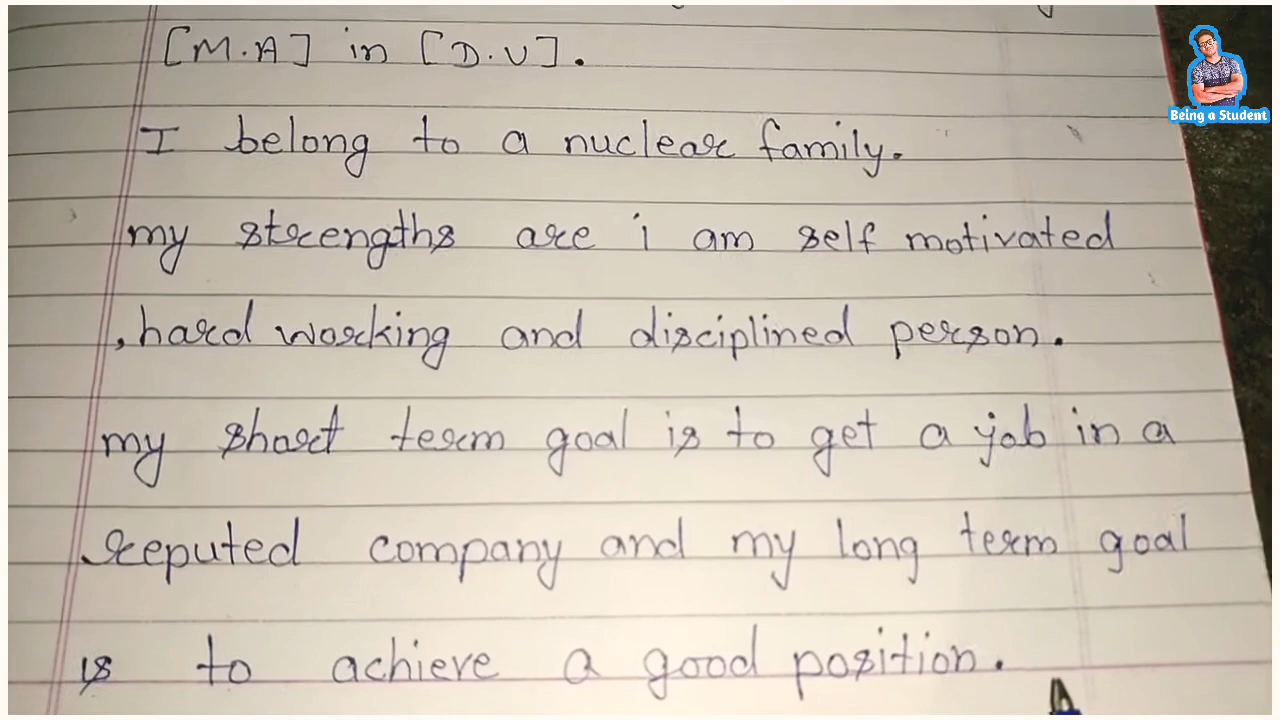 [M.A] in [D.U].
Being a Student
I belong to a nuclear family.
my strengths are i am self motivated
, hard working and disciplined person.
my short term goal is to get a job in a
reputed company and my long term goal
is to achieve a good position.